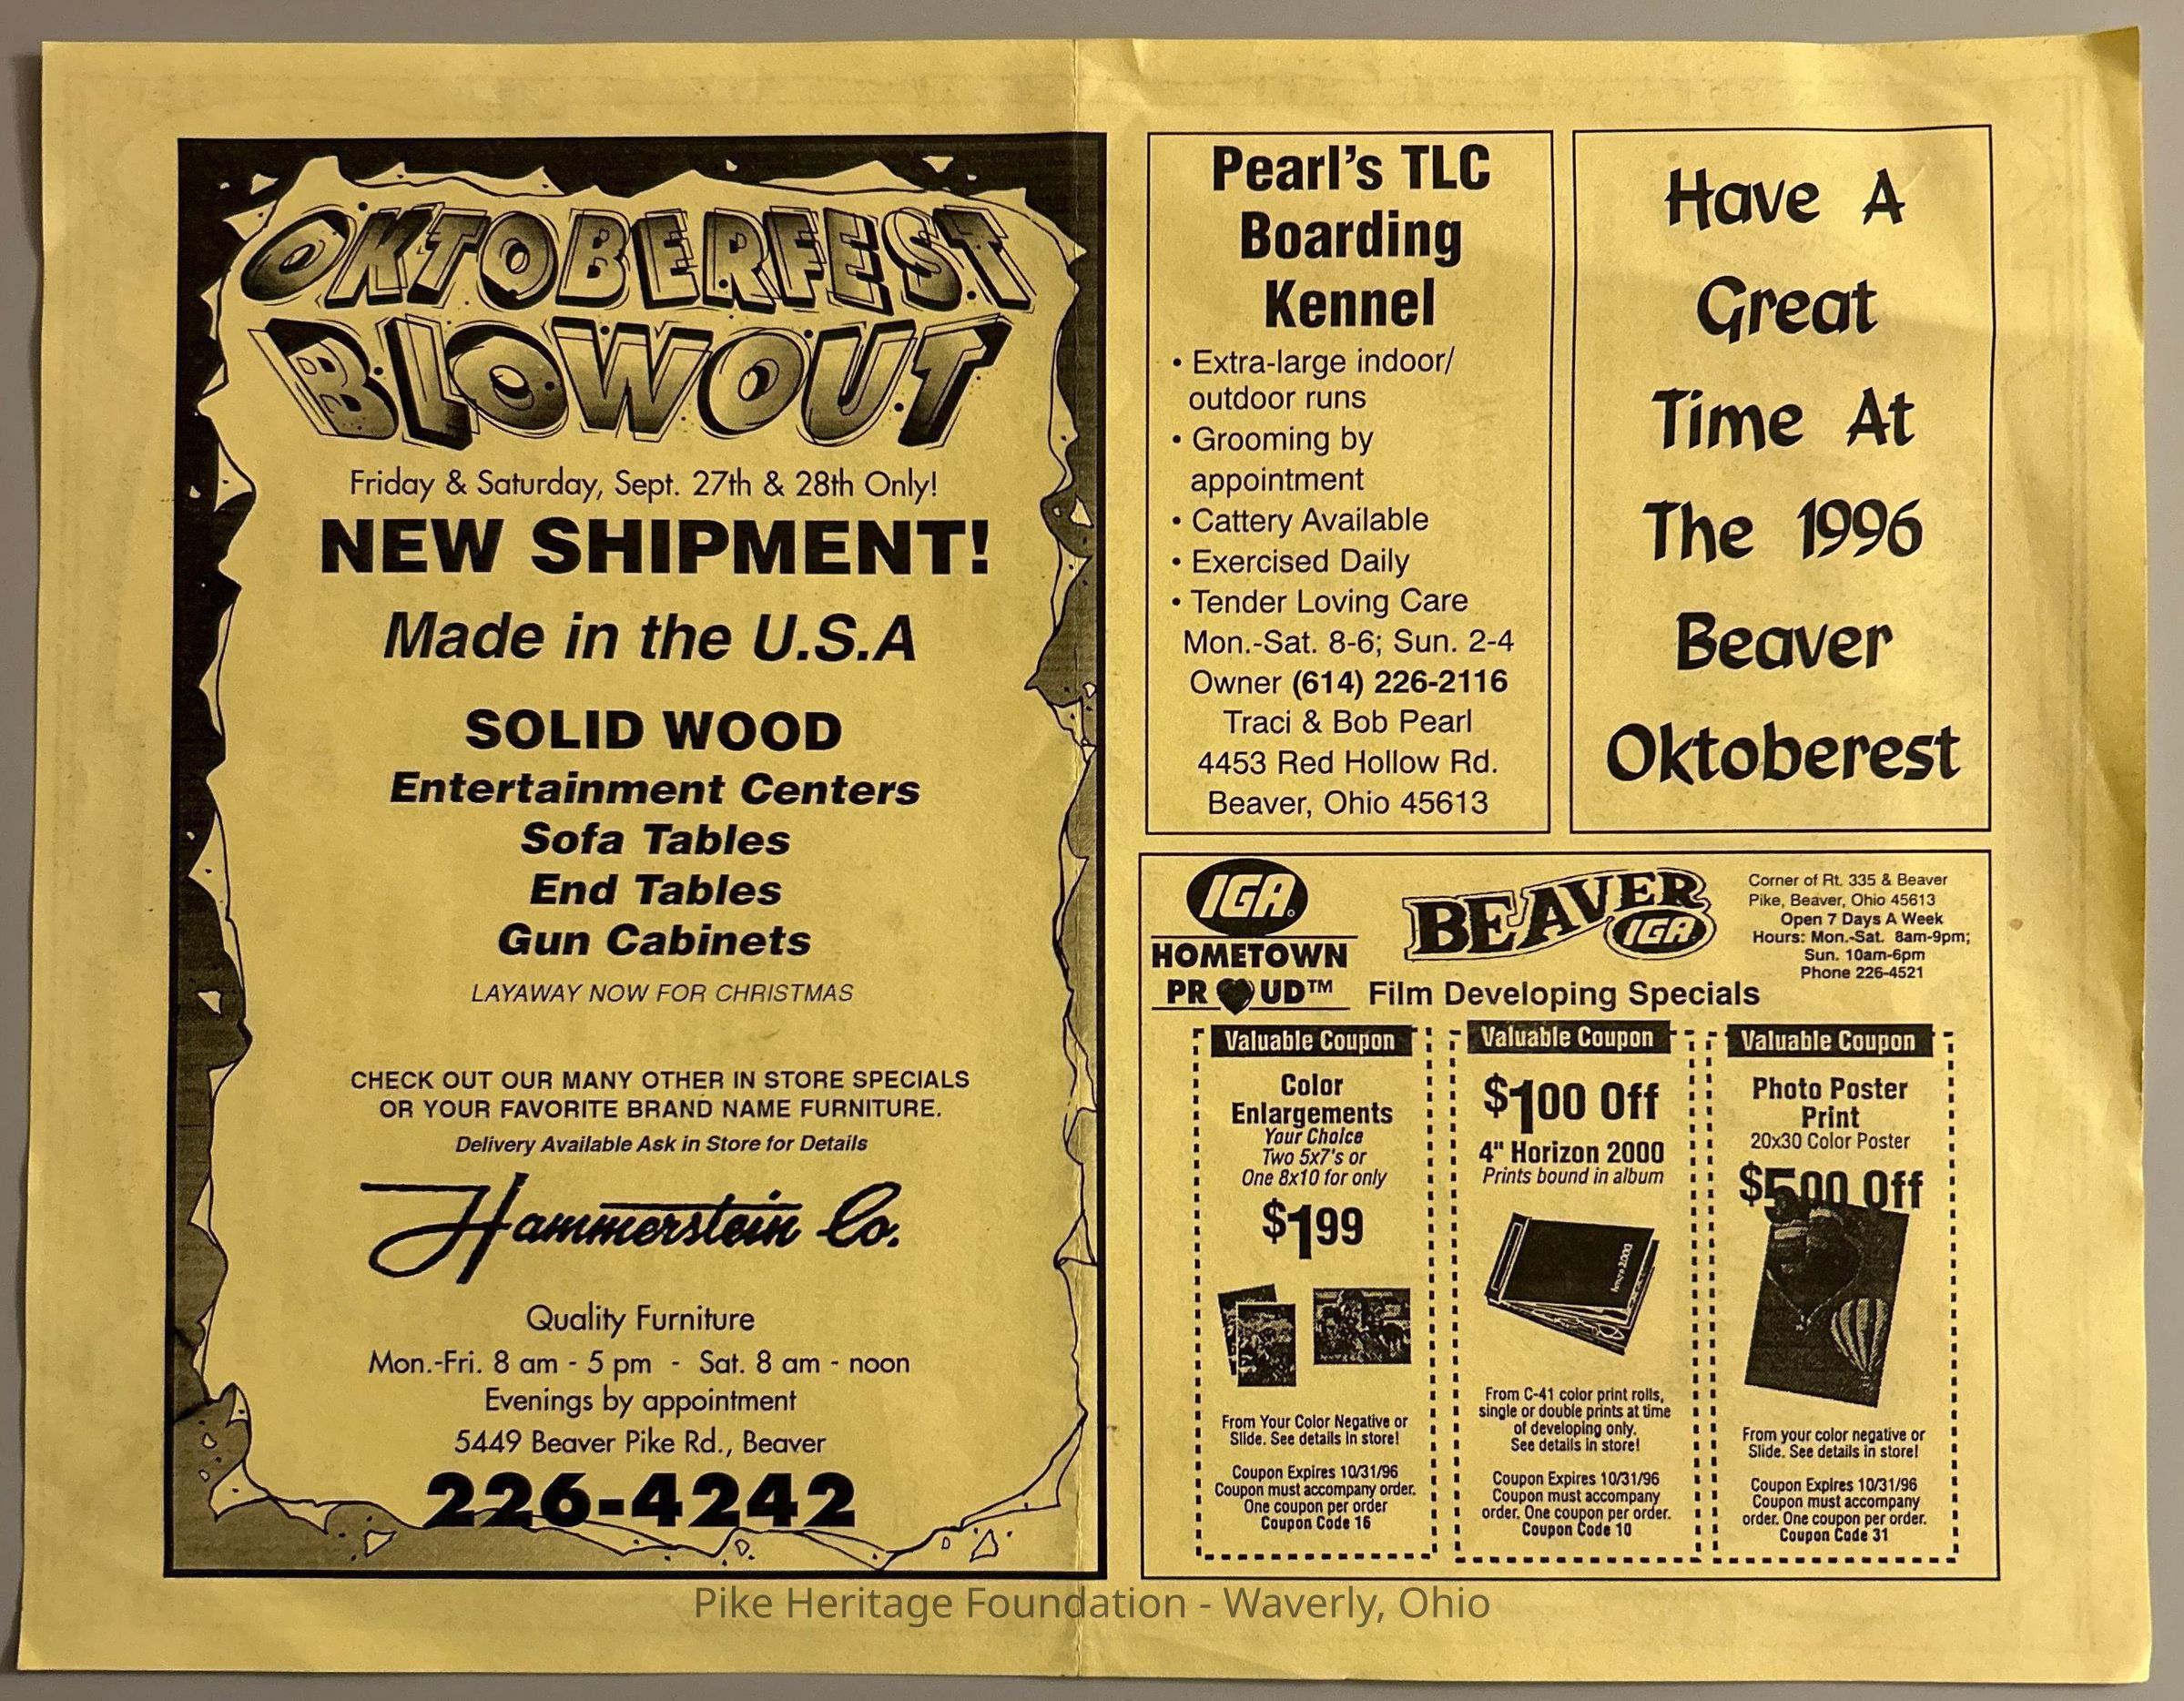 OKTOBERFEST
BLOWOUT
Friday & Saturday, Sept. 27th & 28th Only!
NEW SHIPMENT!
Made in the U.S.A
SOLID WOOD
Entertainment Centers
Sofa Tables
End Tables
Gun Cabinets
LAYAWAY NOW FOR CHRISTMAS
CHECK OUT OUR MANY OTHER IN STORE SPECIALS
OR YOUR FAVORITE BRAND NAME FURNITURE.
Delivery Available Ask in Store for Details
Hammerstein Co.
Quality Furniture
Mon.-Fri. 8 am - 5 pm - Sat. 8 am - noon
Evenings by appointment
5449 Beaver Pike Rd., Beaver
226-4242
Pearl's TLC
Boarding
Kennel
• Extra-large indoor/
outdoor runs
• Grooming by
appointment
• Cattery Available
• Exercised Daily
• Tender Loving Care
Mon.-Sat. 8-6; Sun. 2-4
Owner (614) 226-2116
Traci & Bob Pearl
4453 Red Hollow Rd.
Beaver, Ohio 45613
Have A
Great
Time At
The 1996
Beaver
Oktoberest
IGA
HOMETOWN
PR UD™
BEAVER
IGA
Corner of Rt. 335 & Beaver
Pike, Beaver, Ohio 45613
Open 7 Days A Week
Hours: Mon.-Sat. 8am-9pm;
Sun. 10am-6pm
Phone 226-4521
Film Developing Specials
Valuable Coupon
Color
Enlargements
Your Choice
Two 5x7's or
One 8x10 for only
$199
From Your Color Negative or
Slide. See details in store!
Coupon Expires 10/31/96
Coupon must accompany order.
One coupon per order
Coupon Code 16
Valuable Coupon
$100 Off
4" Horizon 2000
Prints bound in album
From C-41 color print rolls,
single or double prints at time
of developing only.
See details in store!
Coupon Expires 10/31/96
Coupon must accompany
order. One coupon per order.
Coupon Code 10
Valuable Coupon
Photo Poster
Print
20x30 Color Poster
$500 Off
From your color negative or
Slide. See details in store!
Coupon Expires 10/31/96
Coupon must accompany
order. One coupon per order.
Coupon Code 31
Pike Heritage Foundation - Waverly, Ohio